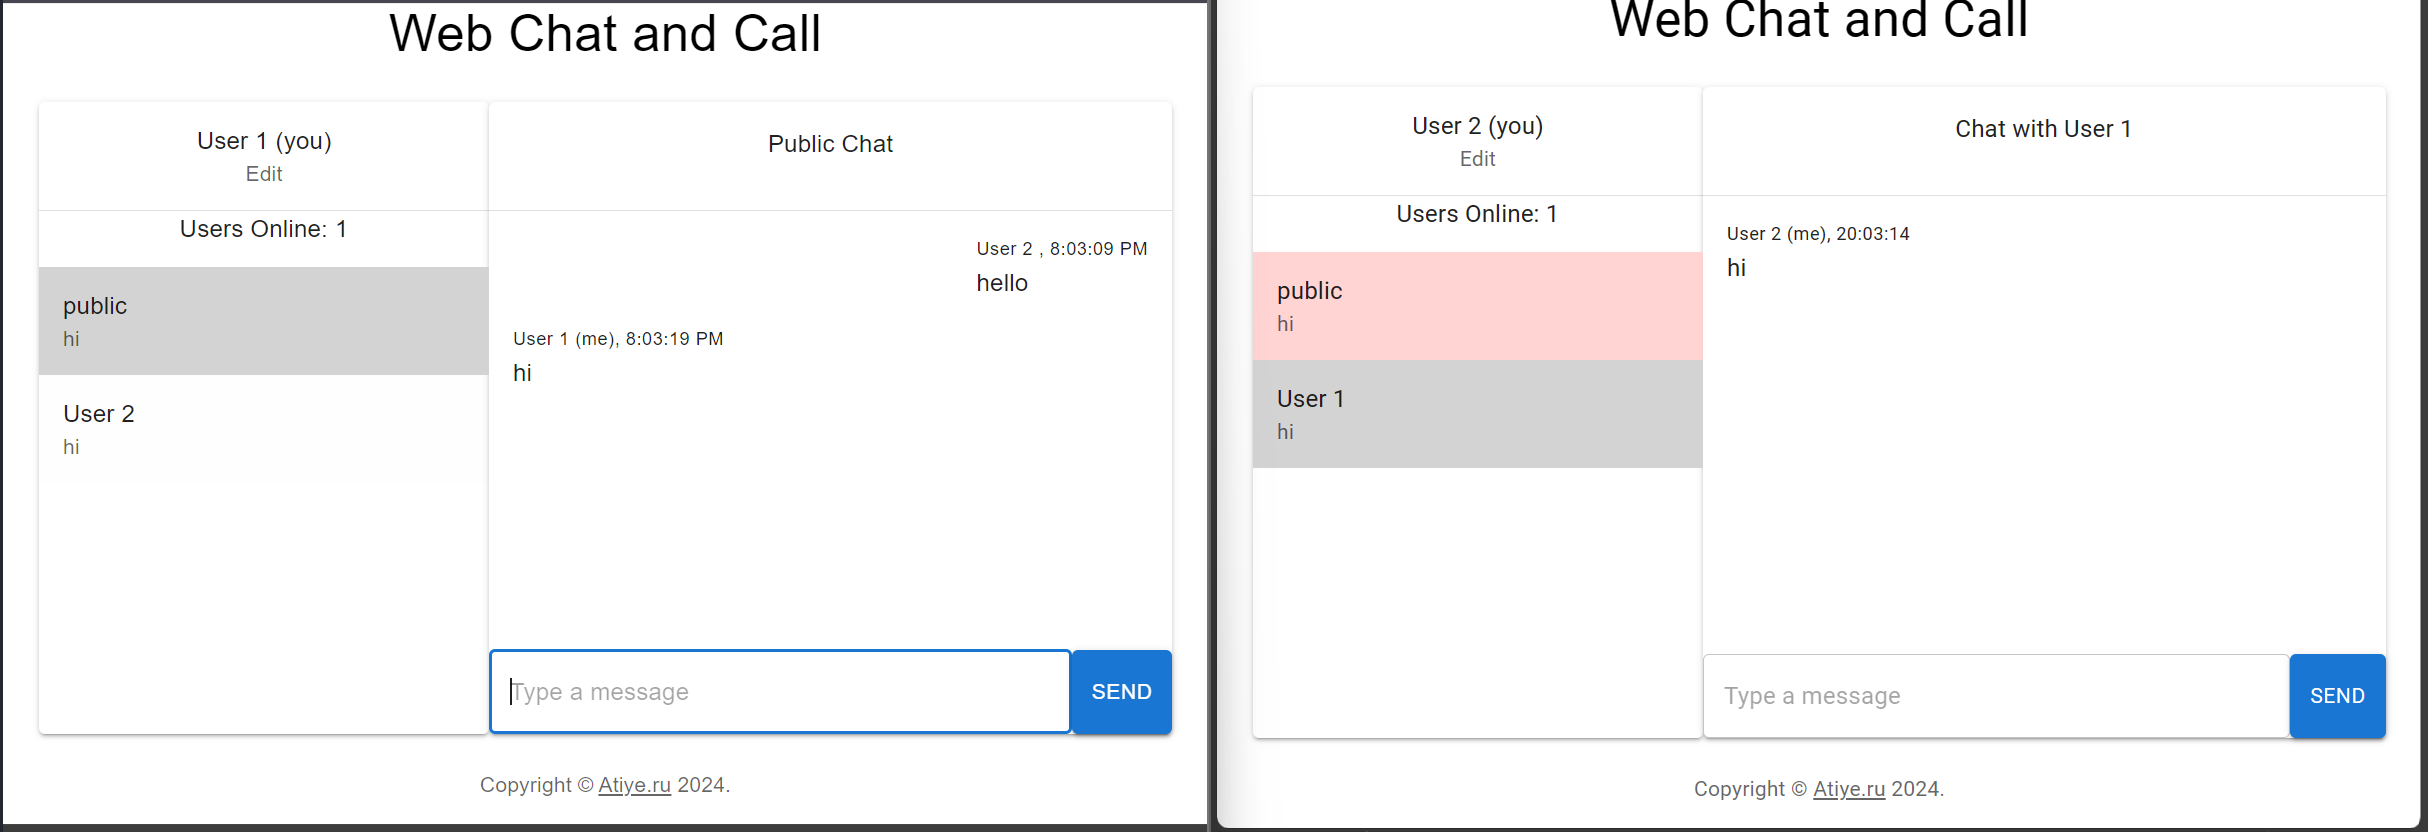 Web Chat and Call
User 1 (you)
Edit
Users Online: 1
public
hi
User 2
hi
Public Chat
User 2 , 8:03:09 PM
hello
User 1 (me), 8:03:19 PM
hi
Type a message
SEND
Copyright © Atiye.ru 2024.
Web Chat and Call
User 2 (you)
Edit
Users Online: 1
public
hi
User 1
hi
Chat with User 1
User 2 (me), 20:03:14
hi
Type a message
SEND
Copyright © Atiye.ru 2024.